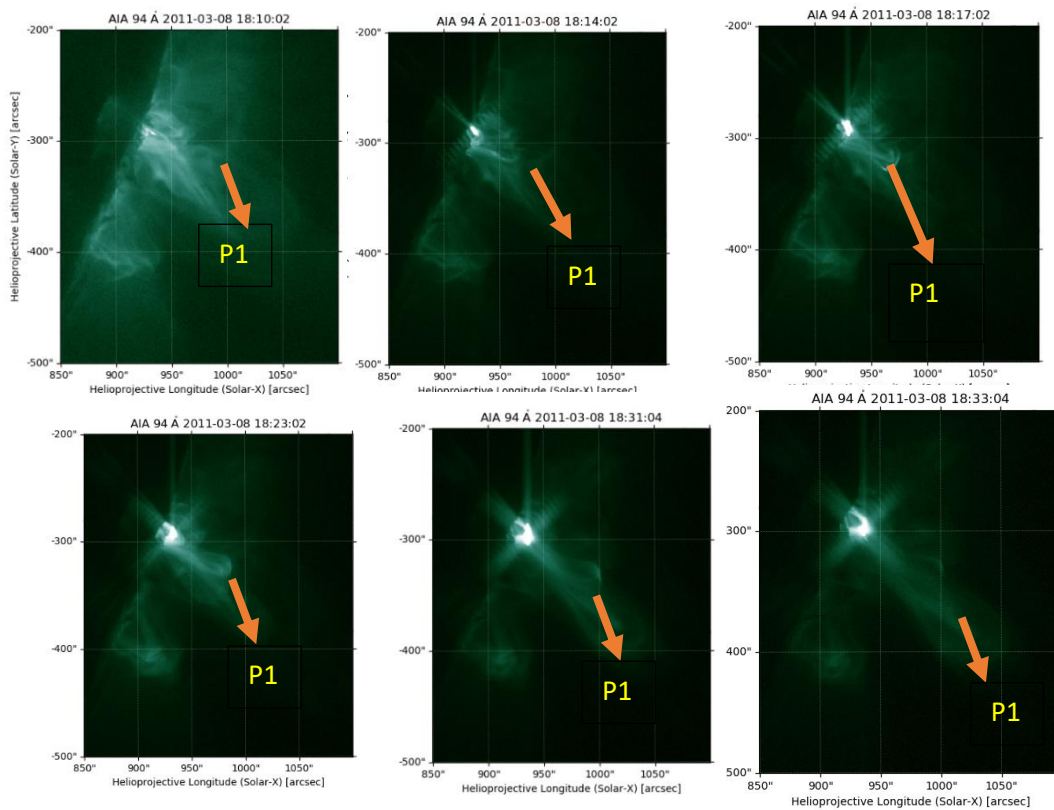 AIA 94 Å 2011-03-08 18:10:02
-200"
-300"
-400"
-500"
Helioprojective Latitude (Solar-Y) [arcsec]
P1
850" 900" 950" 1000" 1050"
Helioprojective Longitude (Solar-X) [arcsec]
AIA 94 Å 2011-03-08 18:14:02
-200"
-300"
-400"
-500"
P1
850" 900" 950" 1000" 1050"
Helioprojective Longitude (Solar-X) [arcsec]
AIA 94 Å 2011-03-08 18:17:02
-200"
-300"
-400"
-500"
P1
850" 900" 950" 1000" 1050"
AIA 94 Å 2011-03-08 18:23:02
-200"
-300"
-400"
-500"
P1
850" 900" 950" 1000" 1050"
Helioprojective Longitude (Solar-X) [arcsec]
AIA 94 Å 2011-03-08 18:31:04
-200"
-300"
-400"
-500"
P1
850" 900" 950" 1000" 1050"
Helioprojective Longitude (Solar-X) [arcsec]
AIA 94 Å 2011-03-08 18:33:04
200"
300"
400"
500"
P1
850" 900" 950" 1000" 1050"
Helioprojective Longitude (Solar-X) [arcsec]